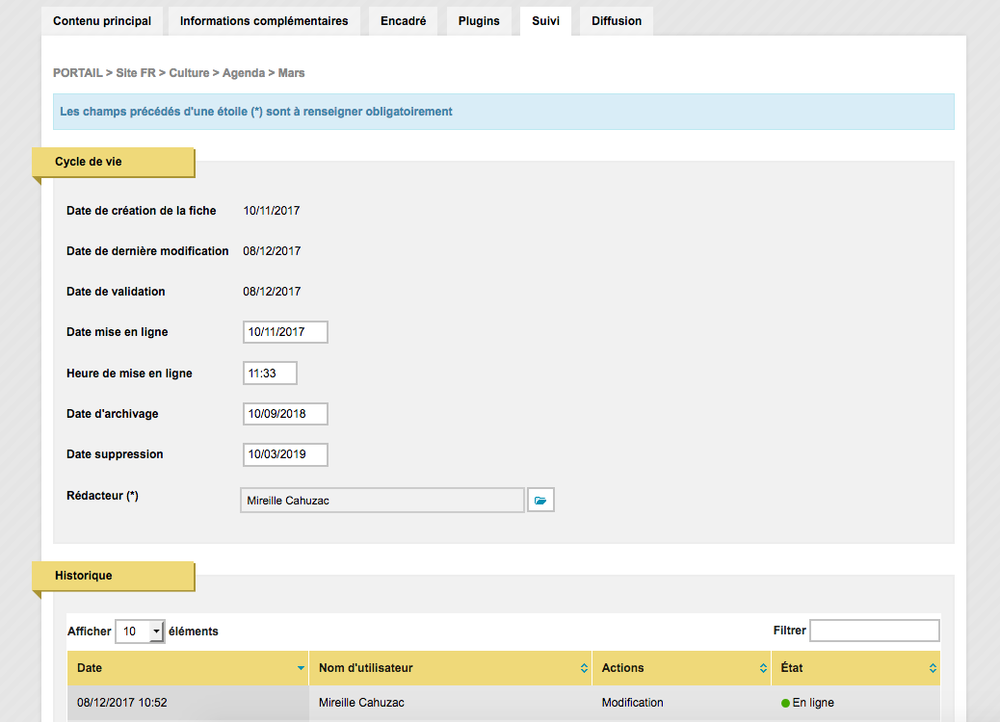 Contenu principal Informations complémentaires Encadré Plugins Suivi Diffusion
PORTAIL > Site FR > Culture > Agenda > Mars
Les champs précédés d'une étoile (*) sont à renseigner obligatoirement
Cycle de vie
Date de création de la fiche 10/11/2017
Date de dernière modification 08/12/2017
Date de validation 08/12/2017
Date mise en ligne 10/11/2017
Heure de mise en ligne 11:33
Date d'archivage 10/09/2018
Date suppression 10/03/2019
Rédacteur (*) Mireille Cahuzac
Historique
Afficher 10 éléments Filtrer
Date Nom d'utilisateur Actions État
08/12/2017 10:52 Mireille Cahuzac Modification En ligne